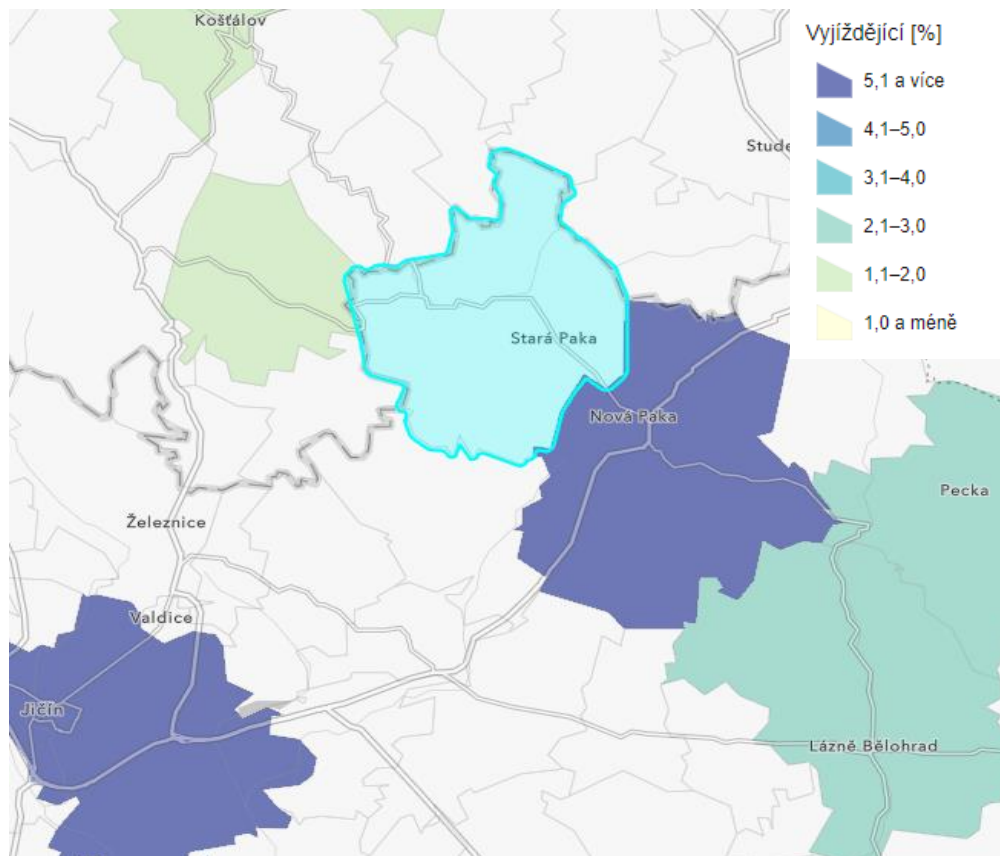 Košťálov
Vyjíždějící [%]
5,1 a více
4,1–5,0
Stude
3,1–4,0
2,1–3,0
1,1–2,0
1,0 a méně
Stará Paka
Nová Paka
Pecka
Železnice
Valdice
Jičín
Lázně Bělohrad